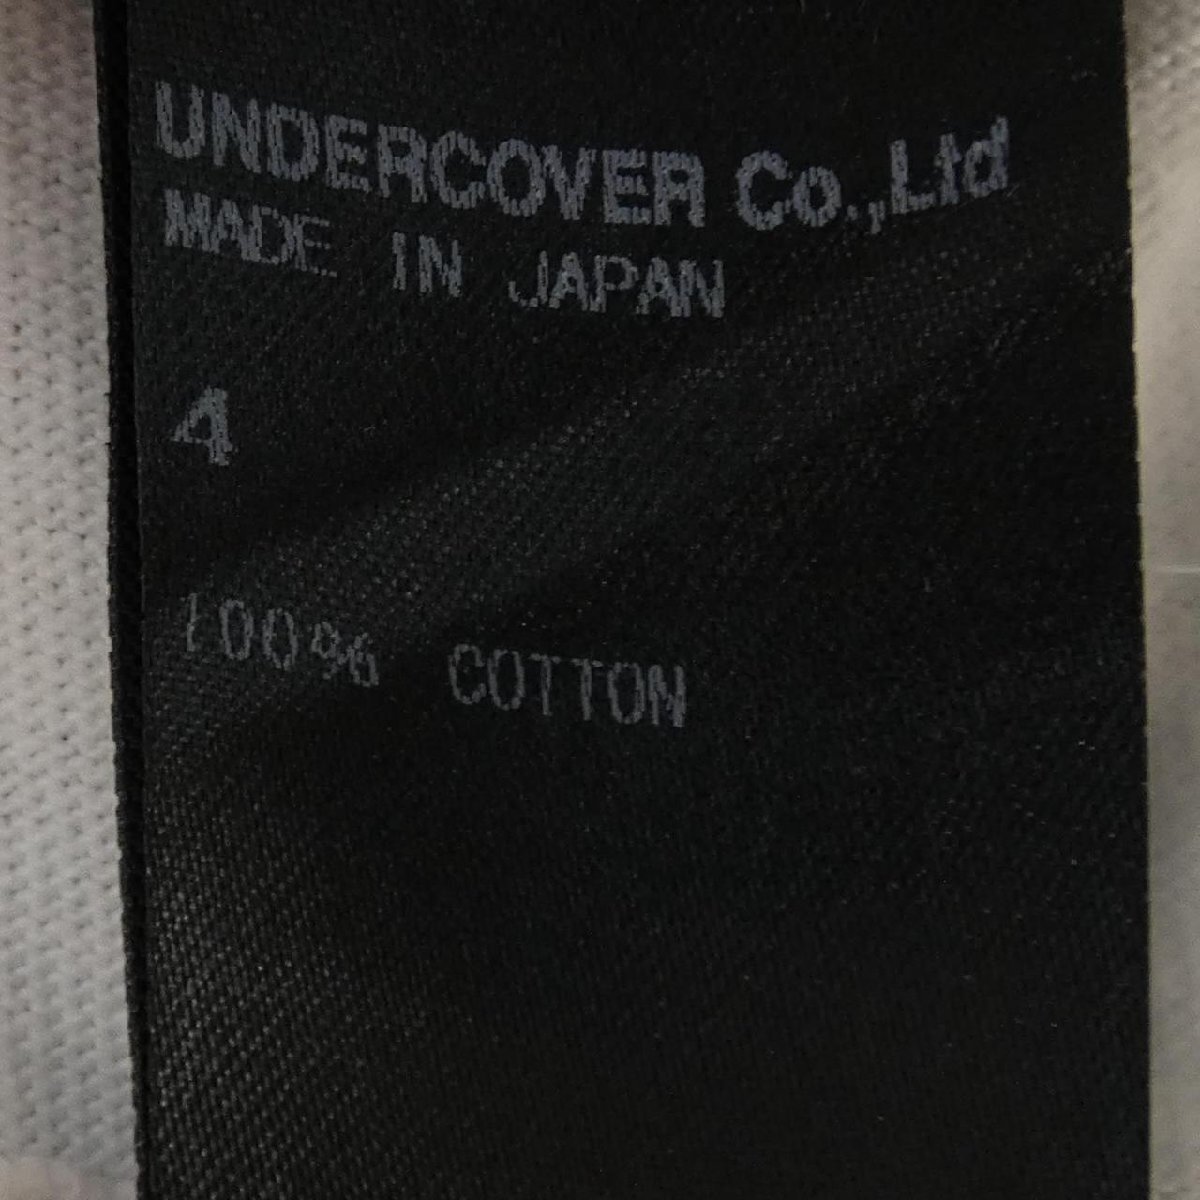 UNDERCOVER Co.,Ltd
MADE IN JAPAN
4
100% COTTON